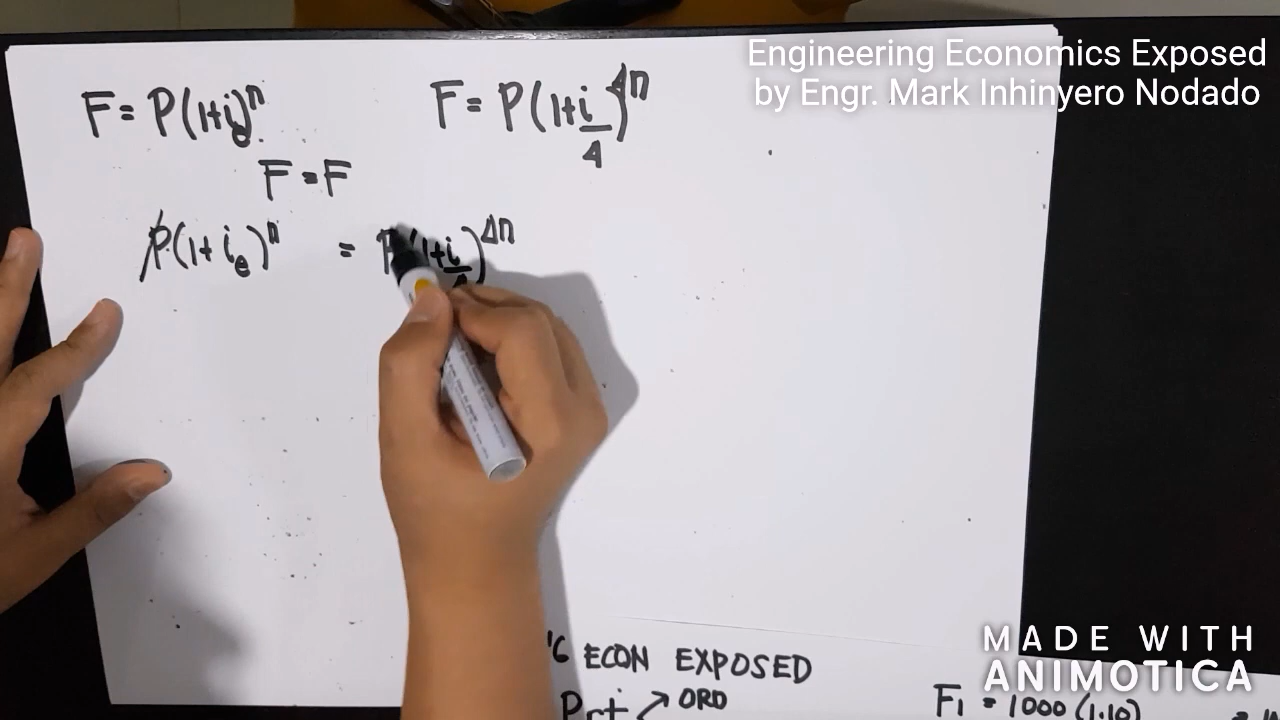 Engineering Economics Exposed
by Engr. Mark Inhinyero Nodado
F = P(1+i_e)^n
F = P(1+i/4)^4n
F = F
P(1+i_e)^n = P(1+i/4)^4n
ECON EXPOSED
ORD
F1 = 1000 (1.10)
MADE WITH
ANIMOTICA